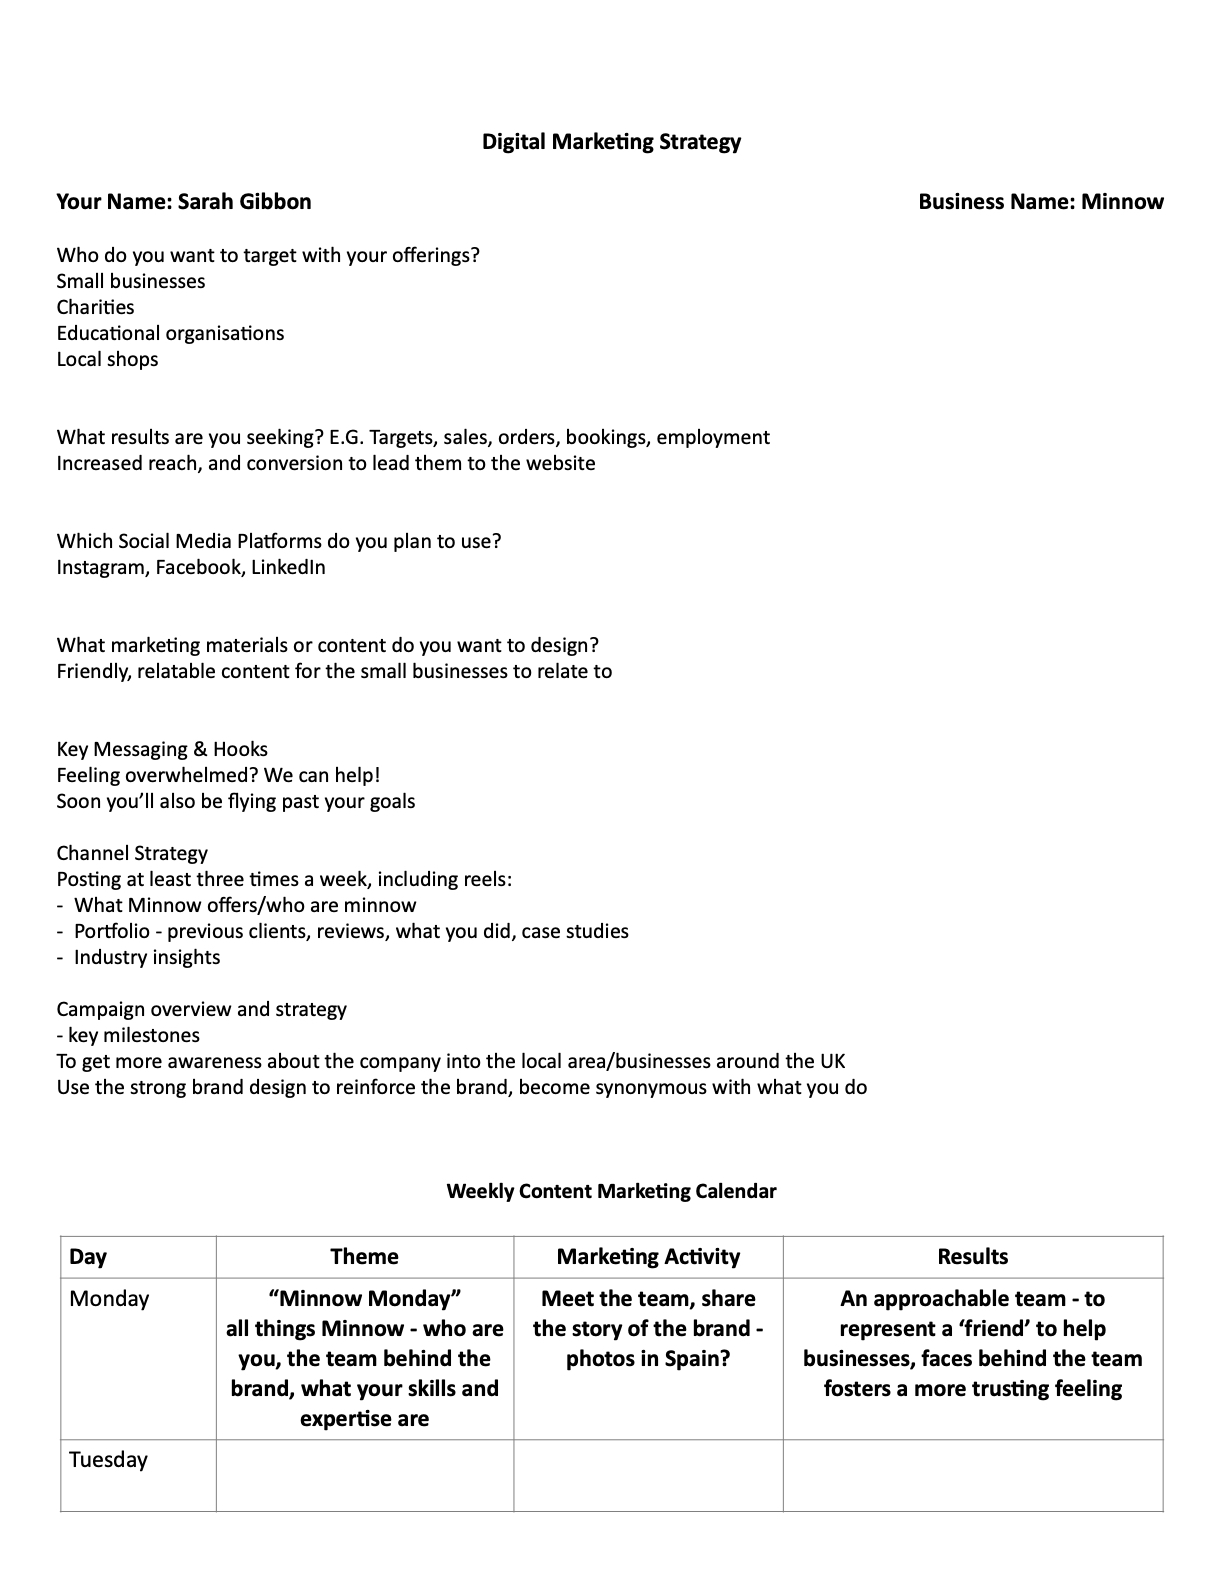 Digital Marketing Strategy
Your Name: Sarah Gibbon Business Name: Minnow
Who do you want to target with your offerings?
Small businesses
Charities
Educational organisations
Local shops
What results are you seeking? E.G. Targets, sales, orders, bookings, employment
Increased reach, and conversion to lead them to the website
Which Social Media Platforms do you plan to use?
Instagram, Facebook, LinkedIn
What marketing materials or content do you want to design?
Friendly, relatable content for the small businesses to relate to
Key Messaging & Hooks
Feeling overwhelmed? We can help!
Soon you’ll also be flying past your goals
Channel Strategy
Posting at least three times a week, including reels:
- What Minnow offers/who are minnow
- Portfolio - previous clients, reviews, what you did, case studies
- Industry insights
Campaign overview and strategy
- key milestones
To get more awareness about the company into the local area/businesses around the UK
Use the strong brand design to reinforce the brand, become synonymous with what you do
Weekly Content Marketing Calendar
Day Theme Marketing Activity Results
Monday
“Minnow Monday”
all things Minnow - who are
you, the team behind the
brand, what your skills and
expertise are
Meet the team, share
the story of the brand -
photos in Spain?
An approachable team - to
represent a ‘friend’ to help
businesses, faces behind the team
fosters a more trusting feeling
Tuesday